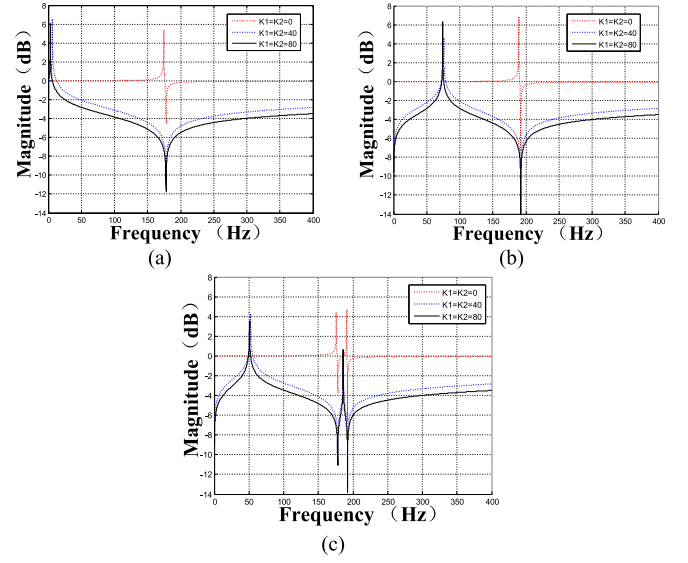 8
6
4
2
0
-2
-4
-6
-8
-10
-12
-14
0 50 100 150 200 250 300 350 400
Magnitude（dB）
Frequency （Hz）
K1=K2=0
K1=K2=40
K1=K2=80
(a)
8
6
4
2
0
-2
-4
-6
-8
-10
-12
-14
0 50 100 150 200 250 300 350 400
Magnitude（dB）
Frequency （Hz）
K1=K2=0
K1=K2=40
K1=K2=80
(b)
8
6
4
2
0
-2
-4
-6
-8
-10
-12
-14
0 50 100 150 200 250 300 350 400
Magnitude（dB）
Frequency （Hz）
K1=K2=0
K1=K2=40
K1=K2=80
(c)